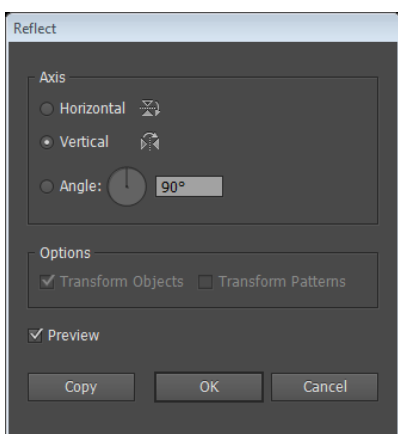 Reflect
Axis
Horizontal
Vertical
Angle: 90°
Options
Transform Objects Transform Patterns
Preview
Copy OK Cancel